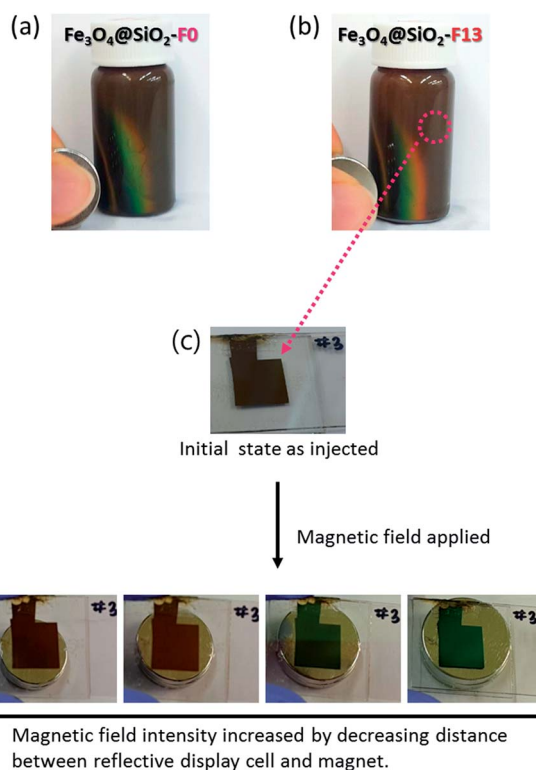 (a)
Fe₃O₄@SiO₂-F0
(b)
Fe₃O₄@SiO₂-F13
(c)
#3
Initial state as injected
Magnetic field applied
#3
#3
#3
#3
Magnetic field intensity increased by decreasing distance
between reflective display cell and magnet.